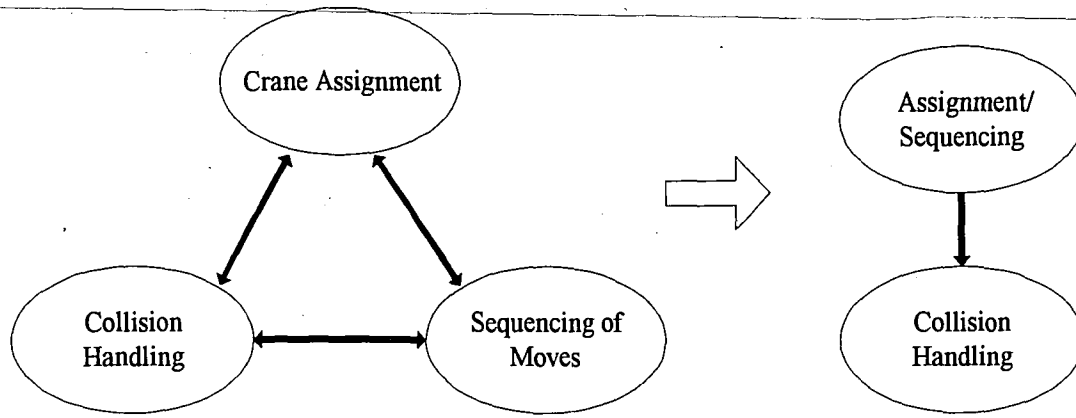 Crane Assignment
Collision
Handling
Sequencing of
Moves
Assignment/
Sequencing
Collision
Handling